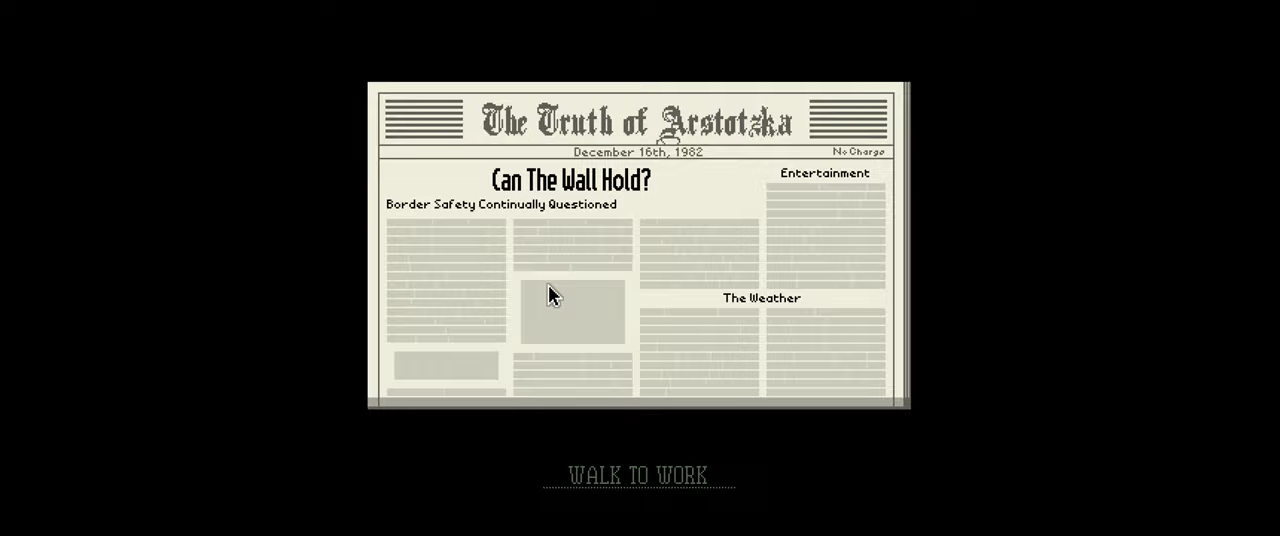 The Truth of Arstotzka
December 16th, 1982
No Charge
Can The Wall Hold?
Border Safety Continually Questioned
Entertainment
The Weather
WALK TO WORK